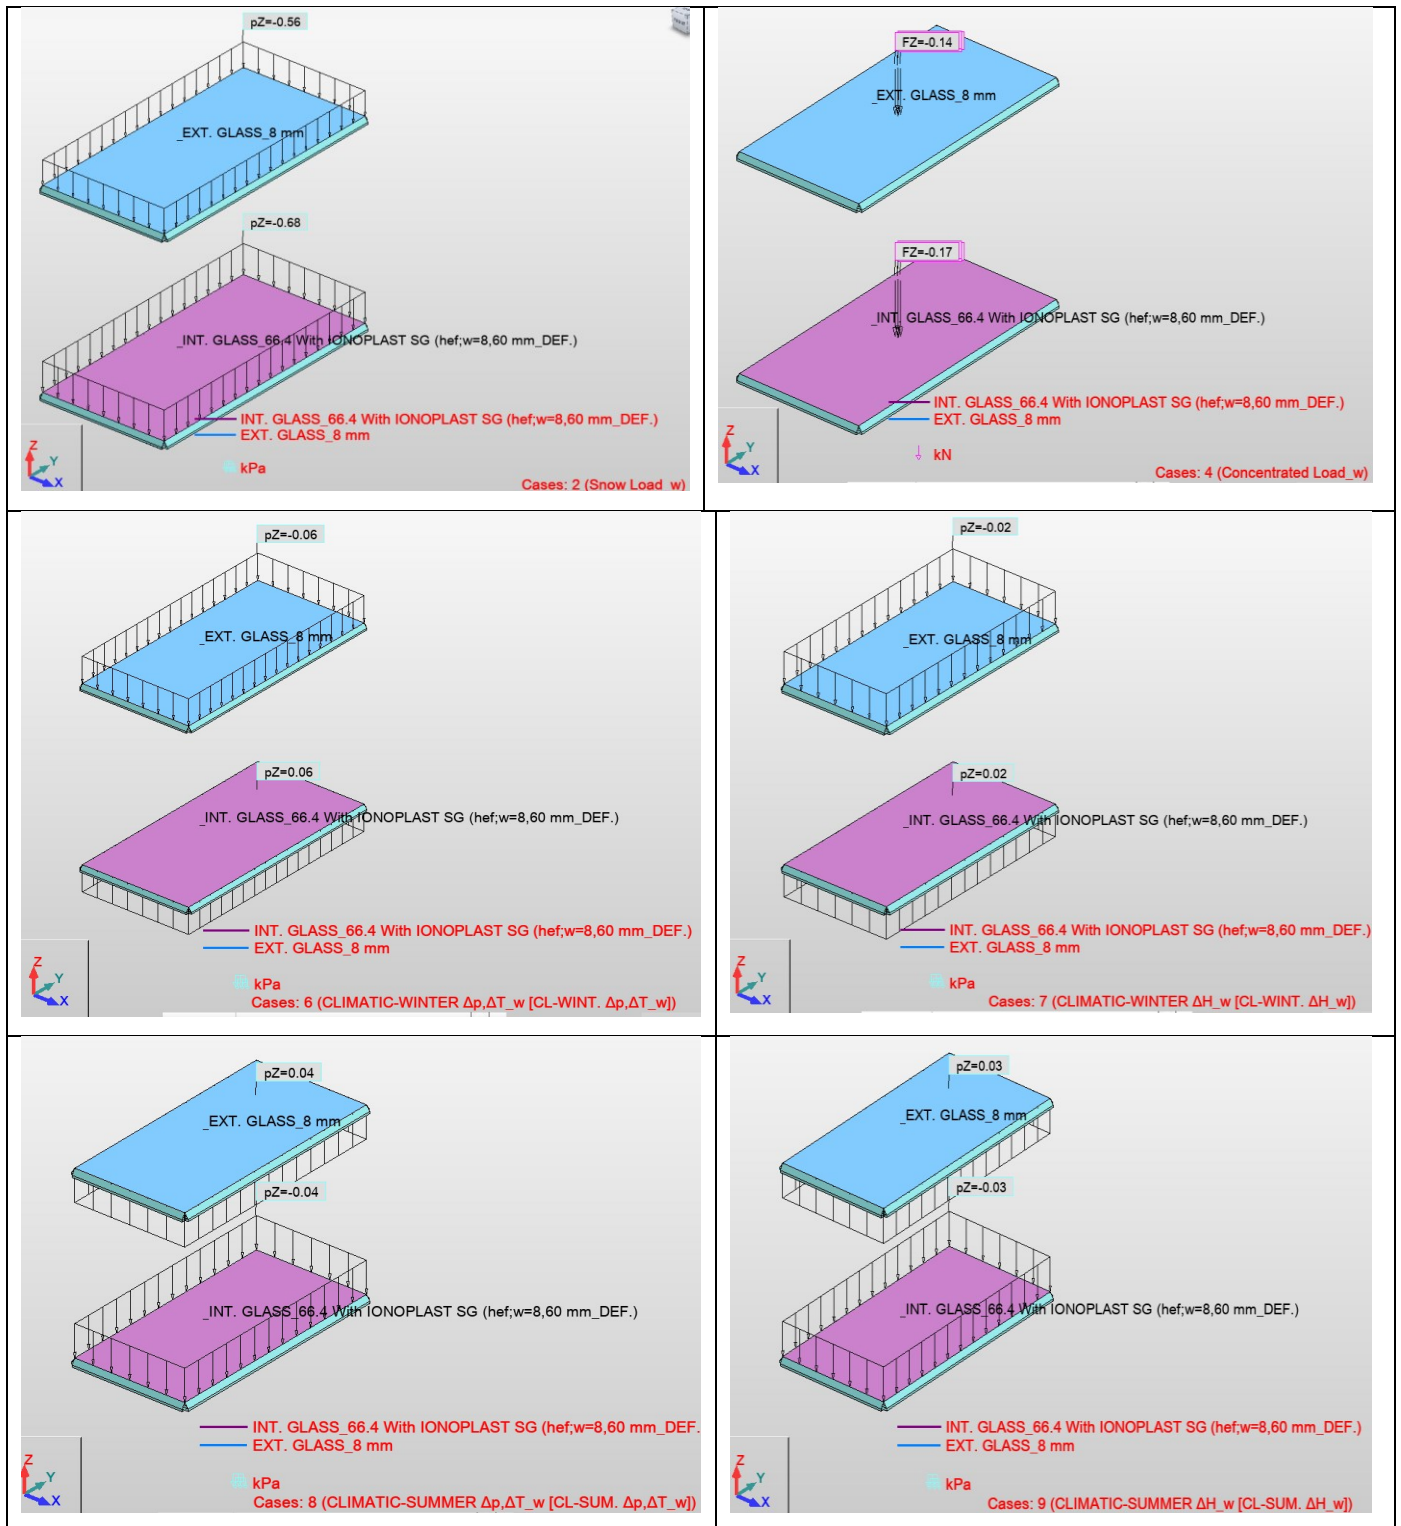 pZ=-0.56
_EXT. GLASS_8 mm
pZ=-0.68
_INT. GLASS_66.4 With IONOPLAST SG (hef;w=8,60 mm_DEF.)
INT. GLASS_66.4 With IONOPLAST SG (hef;w=8,60 mm_DEF.)
EXT. GLASS_8 mm
Z
Y
X
kPa
Cases: 2 (Snow Load_w)
FZ=-0.14
_EXT. GLASS_8 mm
FZ=-0.17
_INT. GLASS_66.4 With IONOPLAST SG (hef;w=8,60 mm_DEF.)
INT. GLASS_66.4 With IONOPLAST SG (hef;w=8,60 mm_DEF.)
EXT. GLASS_8 mm
Z
Y
X
kN
Cases: 4 (Concentrated Load_w)
pZ=-0.06
_EXT. GLASS_8 mm
pZ=0.06
_INT. GLASS_66.4 With IONOPLAST SG (hef;w=8,60 mm_DEF.)
INT. GLASS_66.4 With IONOPLAST SG (hef;w=8,60 mm_DEF.)
EXT. GLASS_8 mm
Z
Y
X
kPa
Cases: 6 (CLIMATIC-WINTER Δp,ΔT_w [CL-WINT. Δp,ΔT_w])
pZ=-0.02
_EXT. GLASS_8 mm
pZ=0.02
_INT. GLASS_66.4 With IONOPLAST SG (hef;w=8,60 mm_DEF.)
INT. GLASS_66.4 With IONOPLAST SG (hef;w=8,60 mm_DEF.)
EXT. GLASS_8 mm
Z
Y
X
kPa
Cases: 7 (CLIMATIC-WINTER ΔH_w [CL-WINT. ΔH_w])
pZ=0.04
_EXT. GLASS_8 mm
pZ=-0.04
_INT. GLASS_66.4 With IONOPLAST SG (hef;w=8,60 mm_DEF.)
INT. GLASS_66.4 With IONOPLAST SG (hef;w=8,60 mm_DEF.
EXT. GLASS_8 mm
Z
Y
X
kPa
Cases: 8 (CLIMATIC-SUMMER Δp,ΔT_w [CL-SUM. Δp,ΔT_w])
pZ=0.03
_EXT. GLASS_8 mm
pZ=-0.03
_INT. GLASS_66.4 With IONOPLAST SG (hef;w=8,60 mm_DEF.)
INT. GLASS_66.4 With IONOPLAST SG (hef;w=8,60 mm_DEF.)
EXT. GLASS_8 mm
Z
Y
X
kPa
Cases: 9 (CLIMATIC-SUMMER ΔH_w [CL-SUM. ΔH_w])